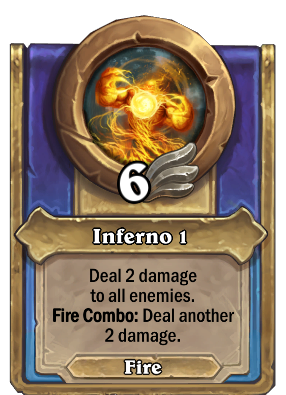 6
Inferno 1
Deal 2 damage
to all enemies.
Fire Combo: Deal another
2 damage.
Fire